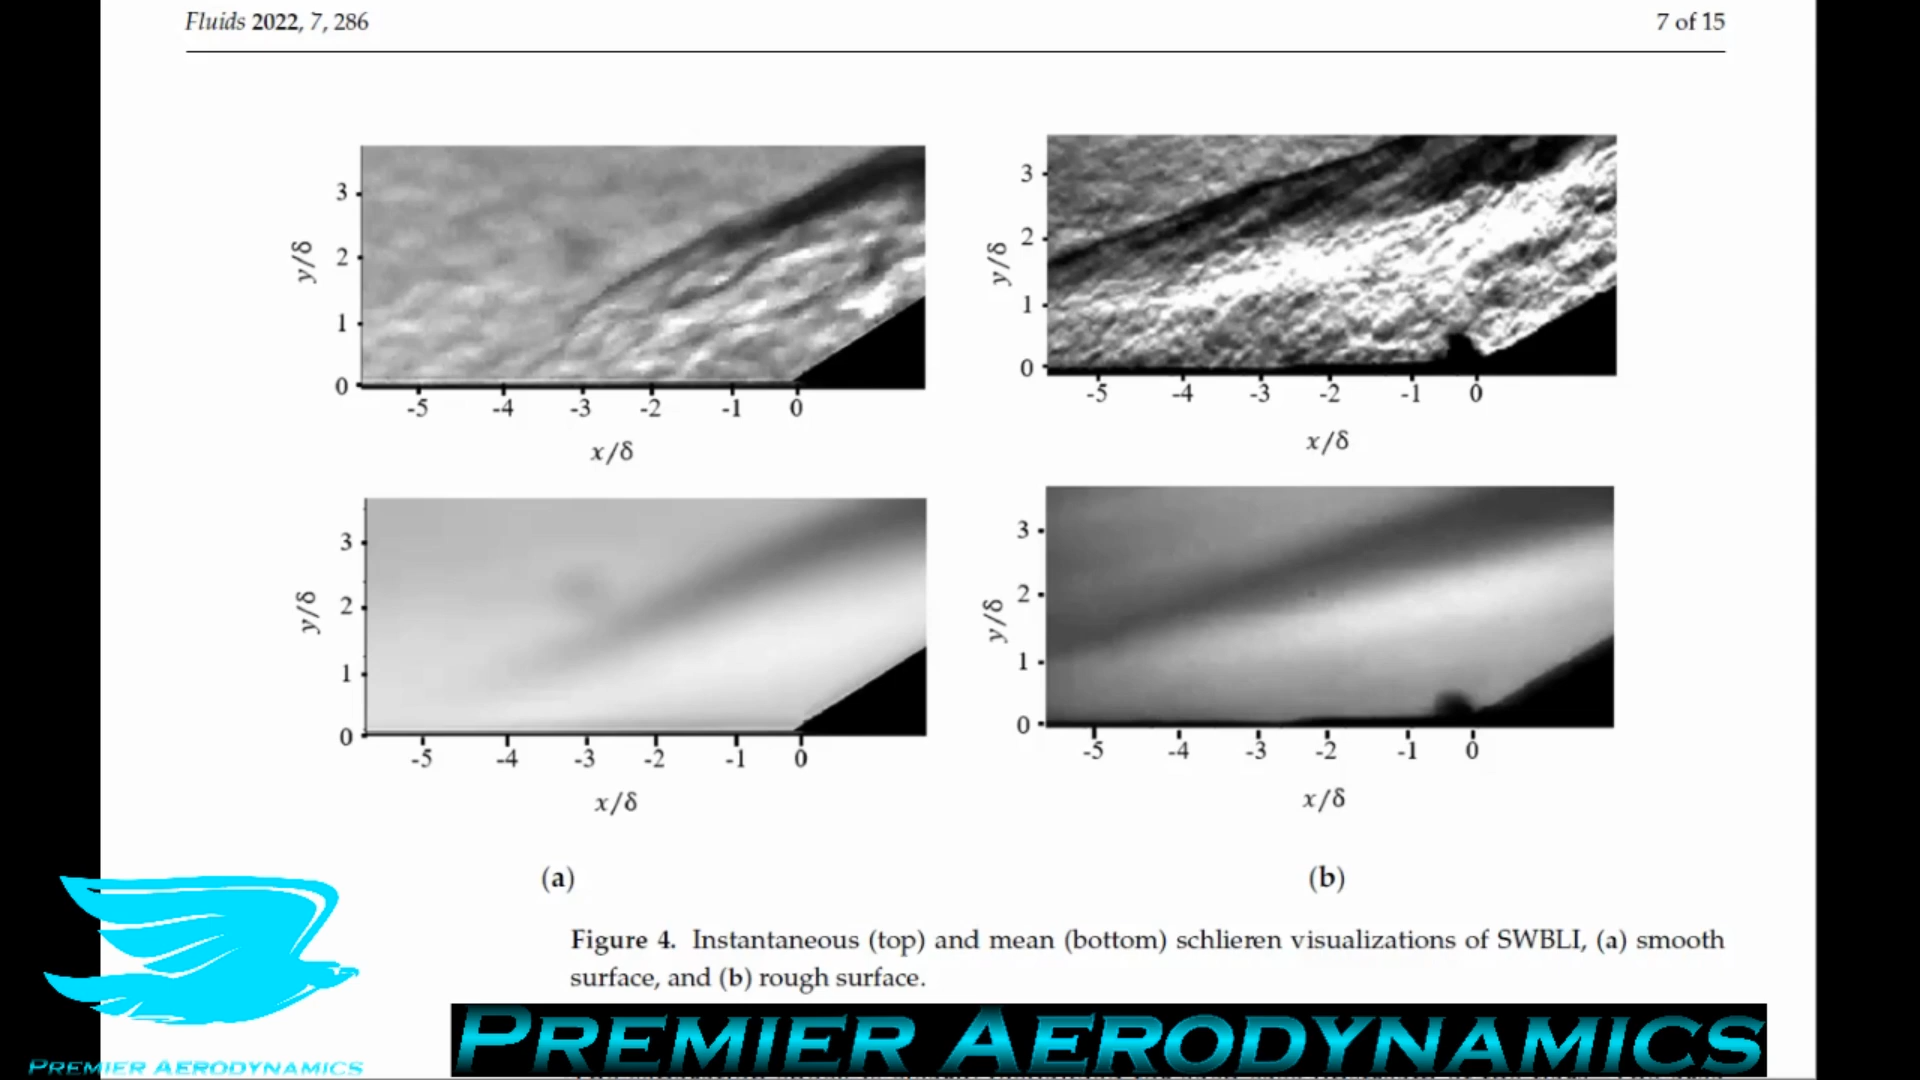 Fluids 2022, 7, 286
7 of 15
3
2
1
0
y/δ
-5 -4 -3 -2 -1 0
x/δ
3
2
1
0
y/δ
-5 -4 -3 -2 -1 0
x/δ
3
2
1
0
y/δ
-5 -4 -3 -2 -1 0
x/δ
3
2
1
0
y/δ
-5 -4 -3 -2 -1 0
x/δ
(a)
(b)
Figure 4. Instantaneous (top) and mean (bottom) schlieren visualizations of SWBLI, (a) smooth
surface, and (b) rough surface.
PREMIER AERODYNAMICS
PREMIER AERODYNAMICS